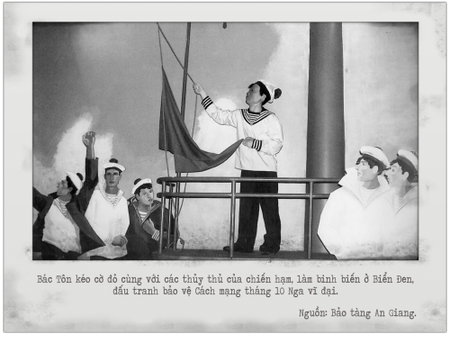 Bác Tôn kéo cờ đỏ cùng với các thủy thủ của chiến hạm, làm binh biến ở Biển Đen,
đấu tranh bảo vệ Cách mạng tháng 10 Nga vĩ đại.
Nguồn: Bảo tàng An Giang.